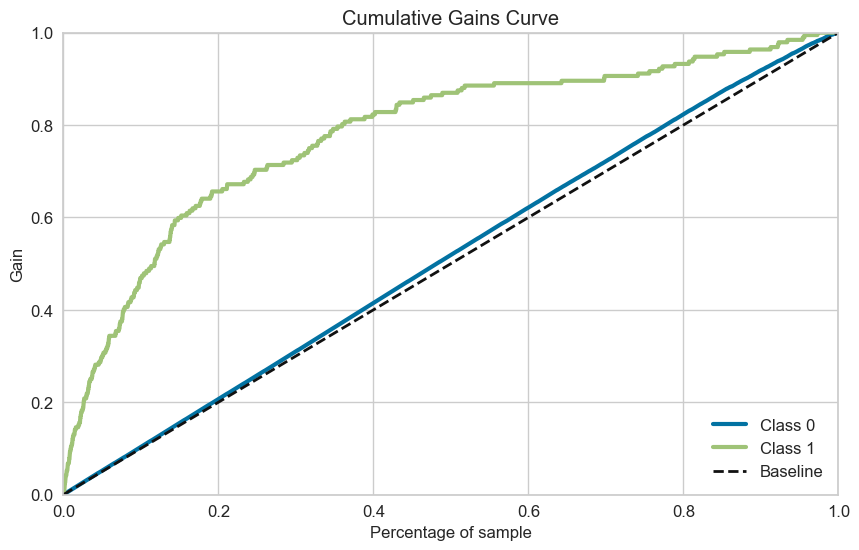 Cumulative Gains Curve
1.0
0.8
0.6
0.4
0.2
0.0
Gain
0.0 0.2 0.4 0.6 0.8 1.0
Percentage of sample
Class 0
Class 1
Baseline